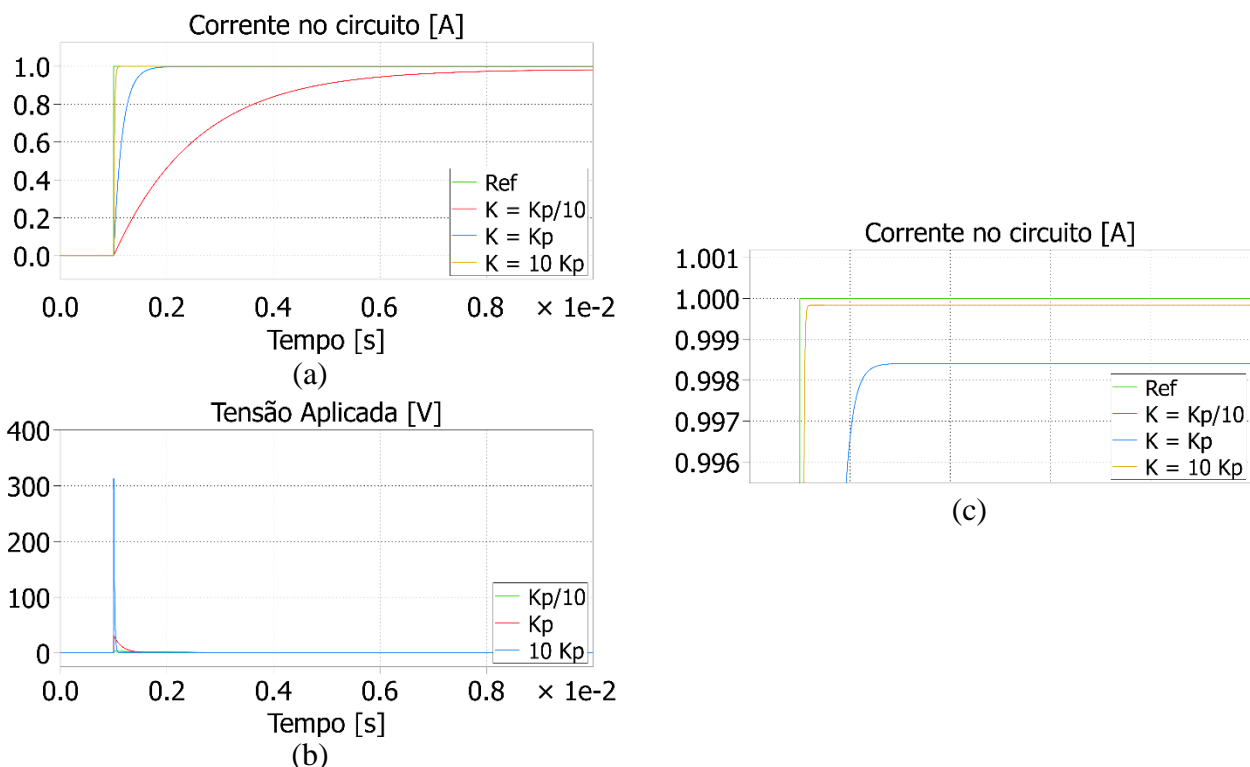 Corrente no circuito [A]
1.0
0.8
0.6
0.4
0.2
0.0
Ref
K = Kp/10
K = Kp
K = 10 Kp
0.0 0.2 0.4 0.6 0.8 × 1e-2
Tempo [s]
(a)
Tensão Aplicada [V]
400
300
200
100
0
Kp/10
Kp
10 Kp
0.0 0.2 0.4 0.6 0.8 × 1e-2
Tempo [s]
(b)
Corrente no circuito [A]
1.001
1.000
0.999
0.998
0.997
0.996
Ref
K = Kp/10
K = Kp
K = 10 Kp
(c)